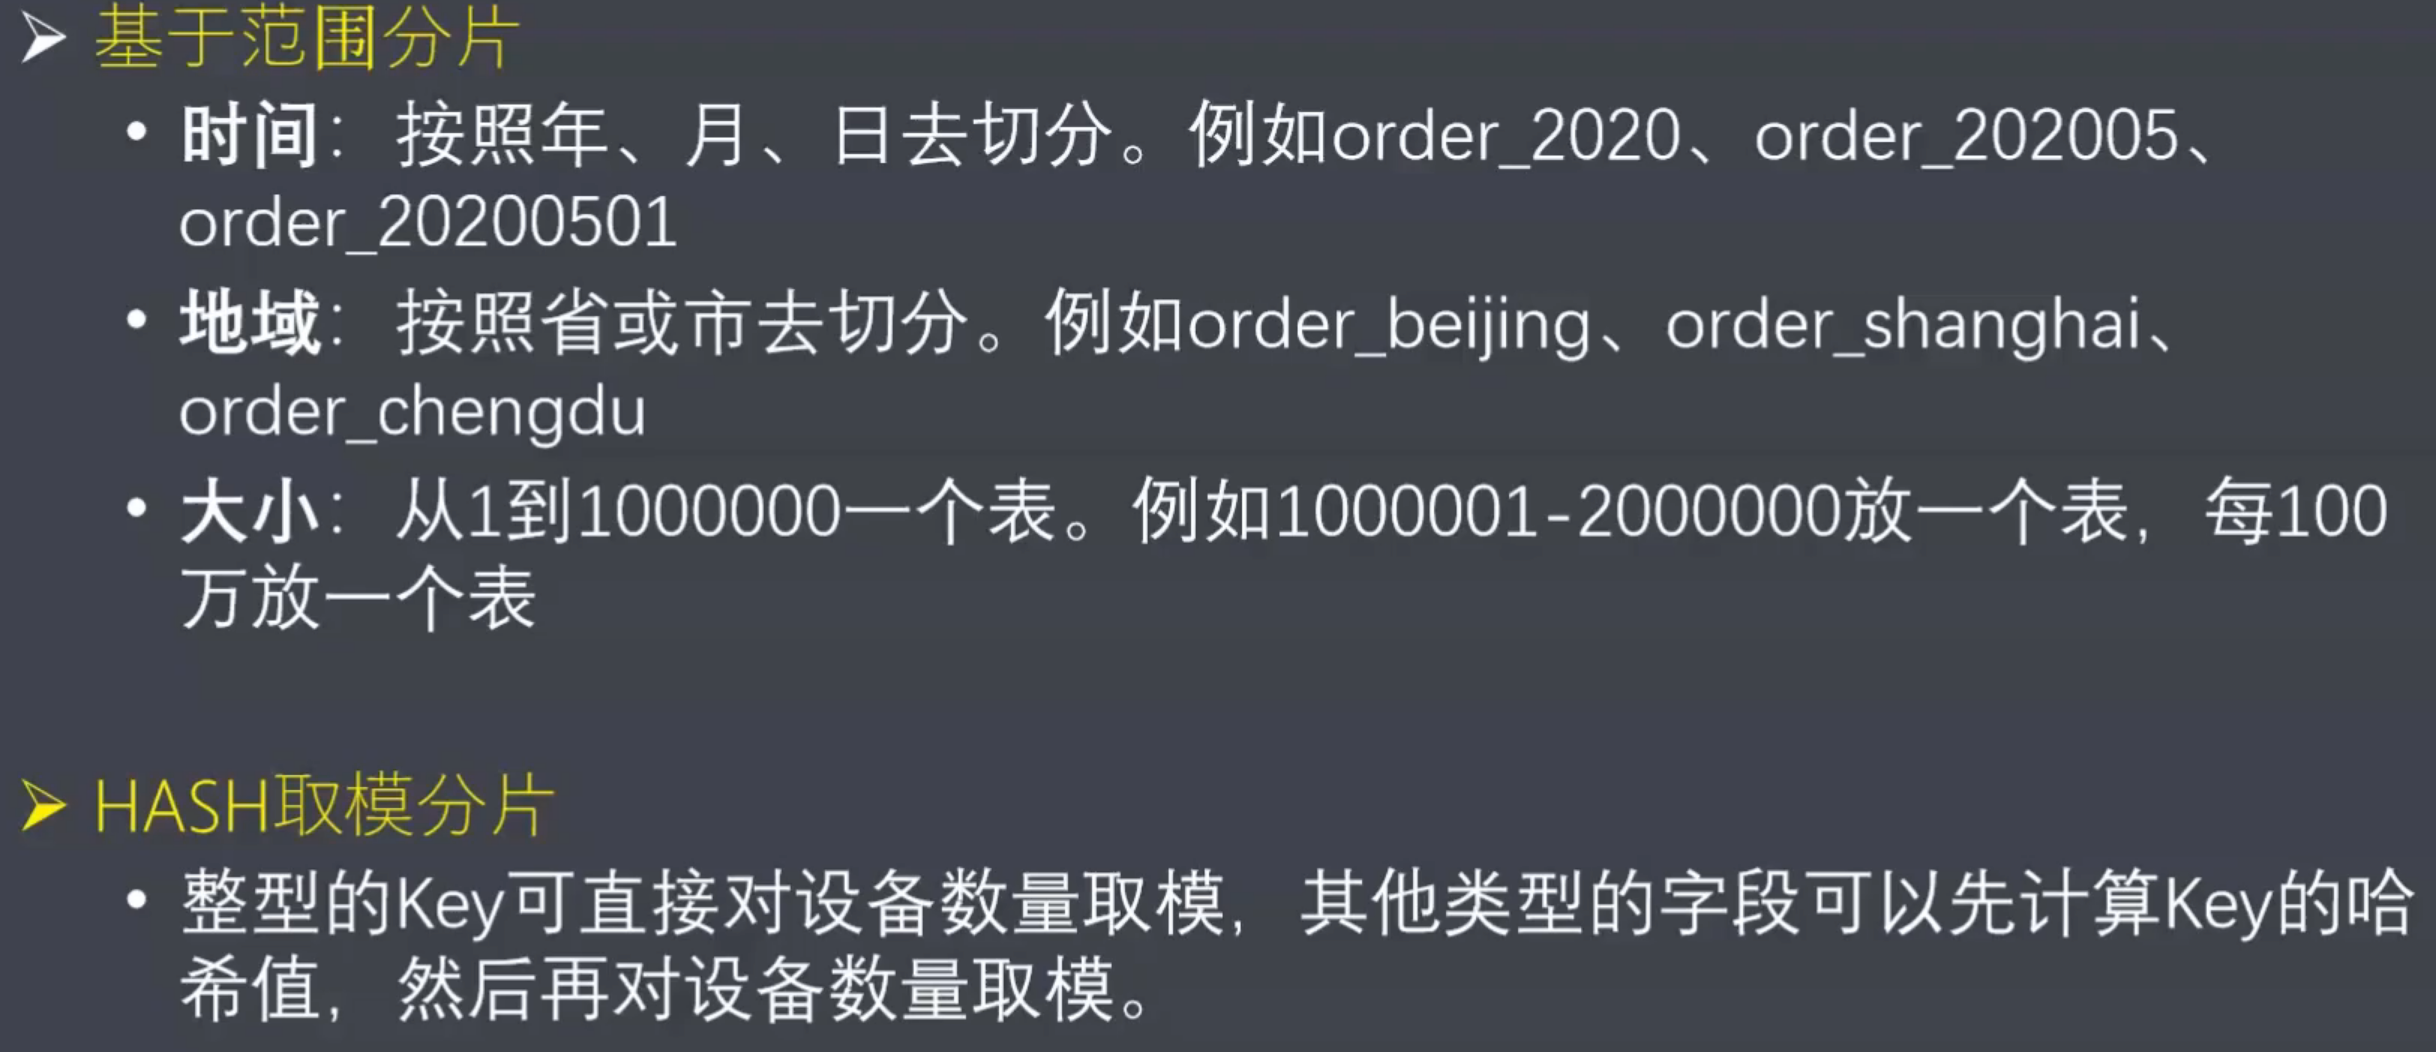 基于范围分片
时间： 按照年、月、日去切分。例如order_2020、order_202005、
order_20200501
地域： 按照省或市去切分。例如order_beijing、order_shanghai、
order_chengdu
大小： 从1到1000000一个表。例如1000001-2000000放一个表，每100
万放一个表
HASH取模分片
整型的Key可直接对设备数量取模，其他类型的字段可以先计算Key的哈
希值，然后再对设备数量取模。